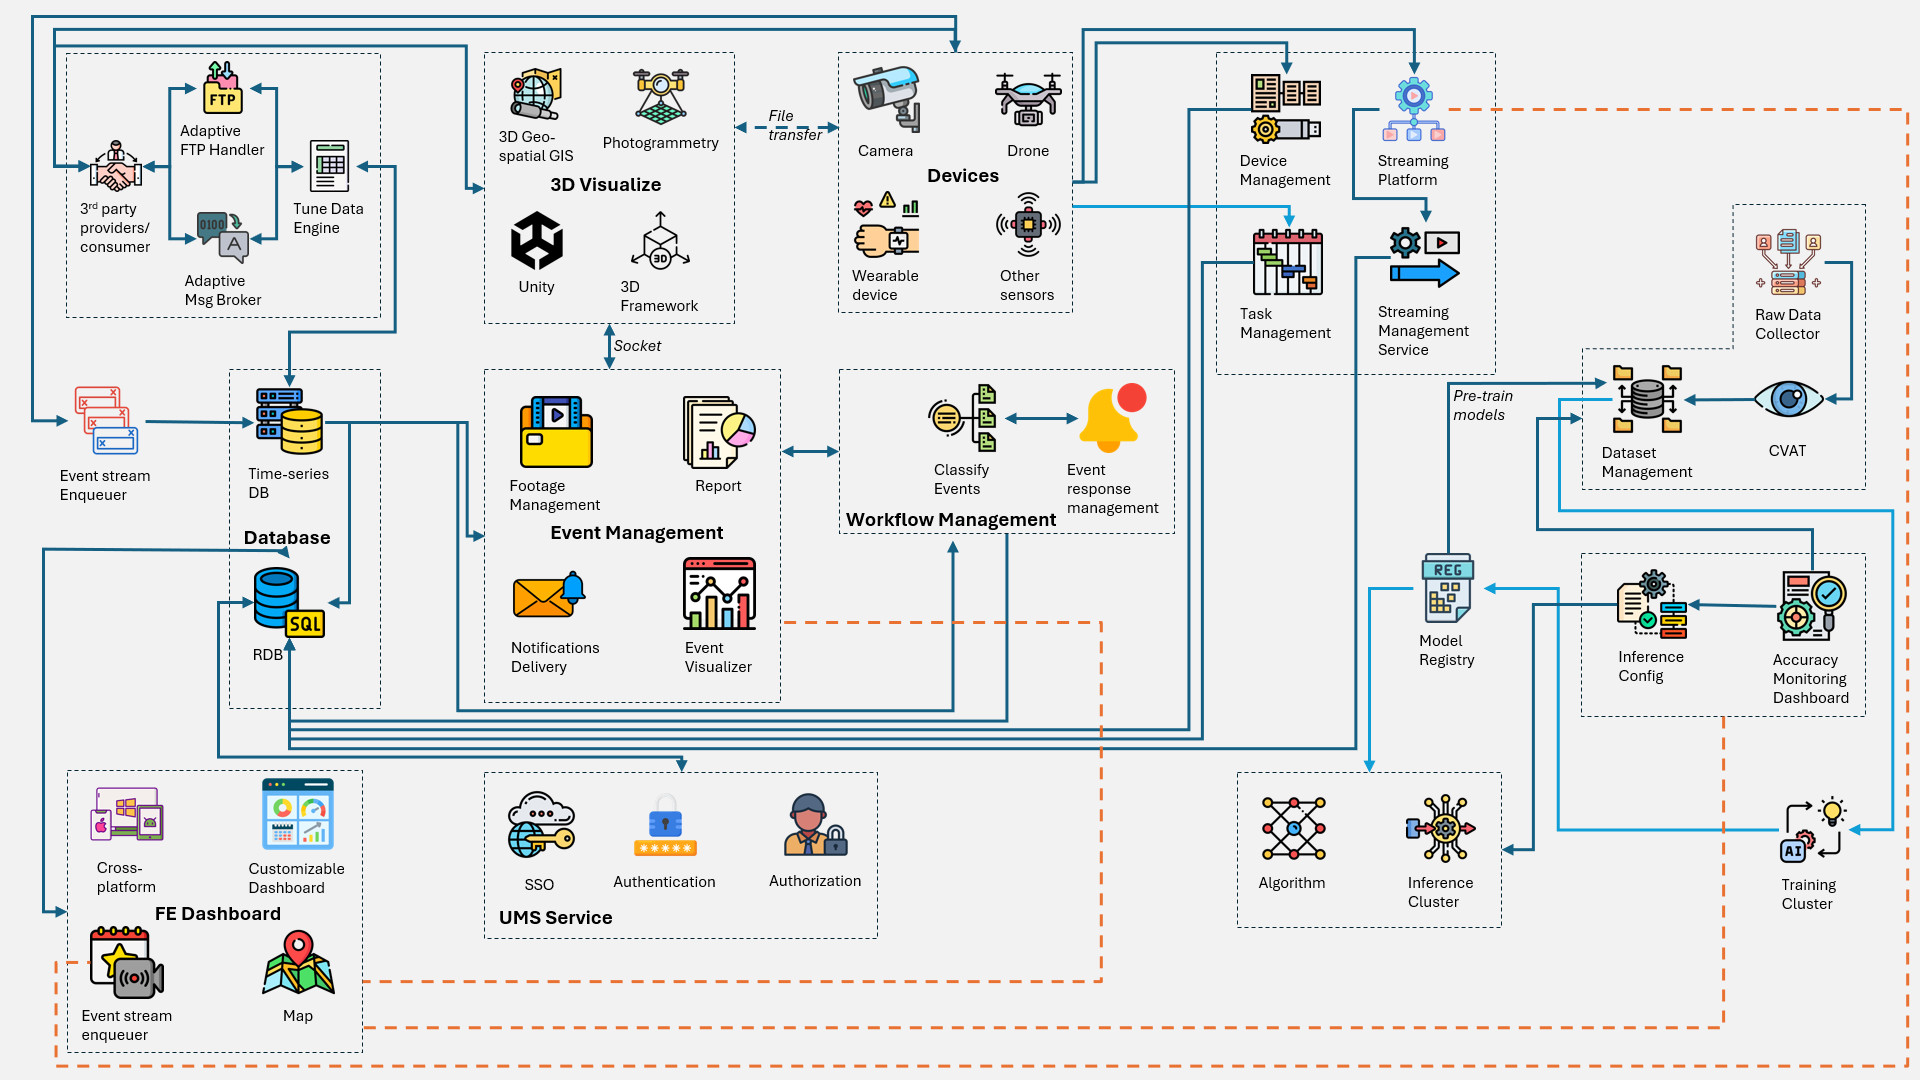 FTP
Adaptive
FTP Handler
3rd party
providers/
consumer
Tune Data
Engine
0100
A
Adaptive
Msg Broker
3D Geo-
spatial GIS
Photogrammetry
3D Visualize
Unity
3D
3D
Framework
File
transfer
Socket
Camera
Drone
Devices
Wearable
device
Other
sensors
Device
Management
Streaming
Platform
Task
Management
Streaming
Management
Service
Raw Data
Collector
Pre-train
models
Dataset
Management
CVAT
Event stream
Enqueuer
Time-series
DB
Database
SQL
RDB
Footage
Management
Report
Event Management
Notifications
Delivery
Event
Visualizer
Classify
Events
Event
response
management
Workflow Management
REG
Model
Registry
Inference
Config
Accuracy
Monitoring
Dashboard
Cross-
platform
Customizable
Dashboard
FE Dashboard
Event stream
enqueuer
Map
SSO
Authentication
Authorization
UMS Service
Algorithm
Inference
Cluster
AI
Training
Cluster